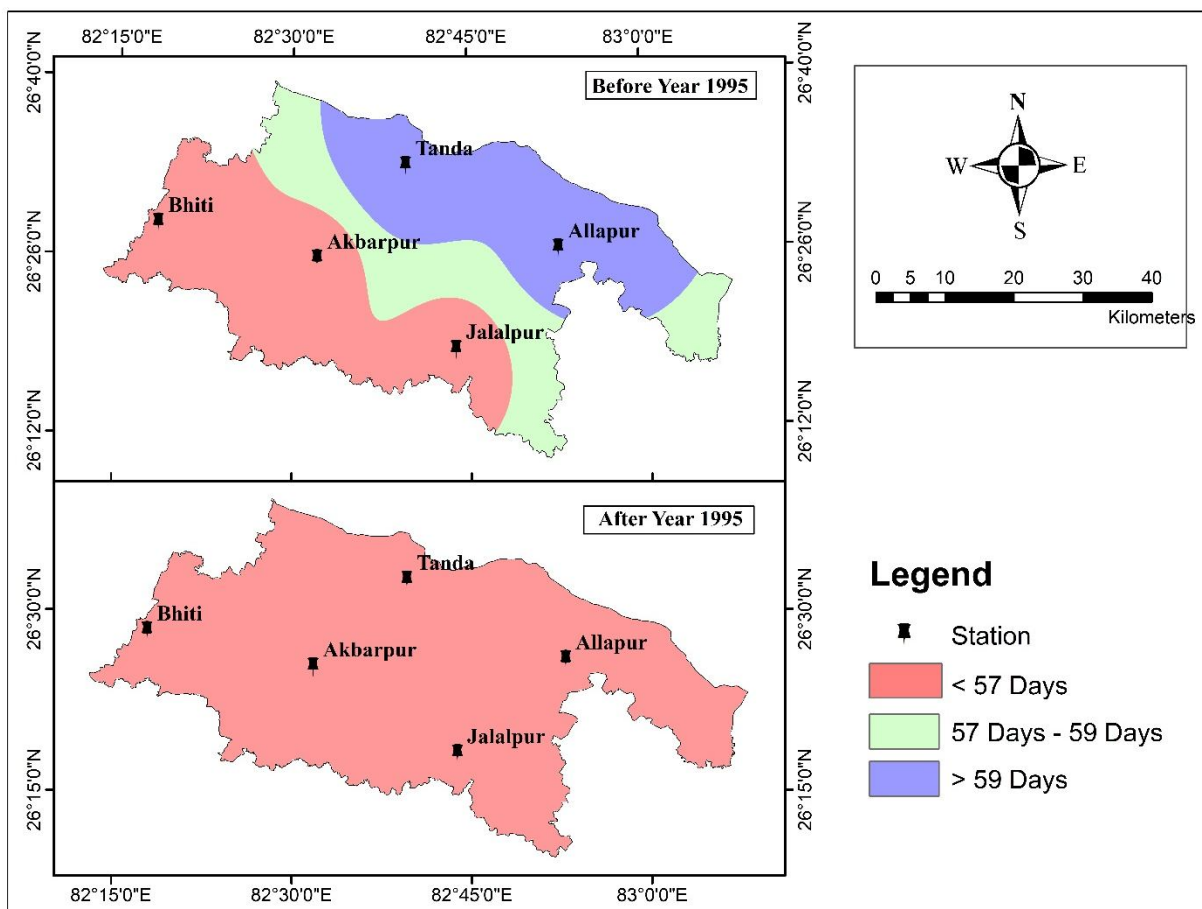 82°15'0"E 82°30'0"E 82°45'0"E 83°0'0"E
26°40'0"N
26°26'0"N
26°12'0"N
Before Year 1995
Tanda
Bhiti
Allapur
Akbarpur
Jalalpur
26°40'0"N
26°26'0"N
26°12'0"N
After Year 1995
Tanda
Bhiti
Allapur
Akbarpur
Jalalpur
26°30'0"N
26°15'0"N
26°30'0"N
26°15'0"N
82°15'0"E 82°30'0"E 82°45'0"E 83°0'0"E
N
W E
S
0 5 10 20 30 40
Kilometers
Legend
Station
< 57 Days
57 Days - 59 Days
> 59 Days